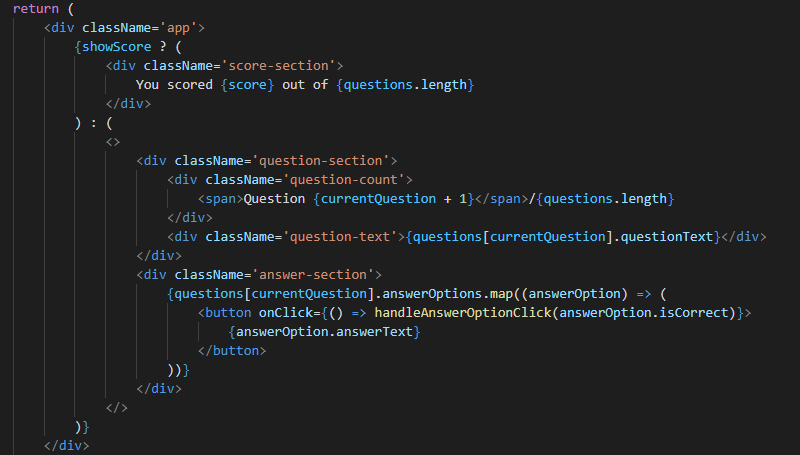 return (
    <div className='app'>
        {showScore ? (
            <div className='score-section'>
                You scored {score} out of {questions.length}
            </div>
        ) : (
            <>
                <div className='question-section'>
                    <div className='question-count'>
                        <span>Question {currentQuestion + 1}</span>/{questions.length}
                    </div>
                    <div className='question-text'>{questions[currentQuestion].questionText}</div>
                </div>
                <div className='answer-section'>
                    {questions[currentQuestion].answerOptions.map((answerOption) => (
                        <button onClick={() => handleAnswerOptionClick(answerOption.isCorrect)}>
                            {answerOption.answerText}
                        </button>
                    ))}
                </div>
            </>
        )}
    </div>